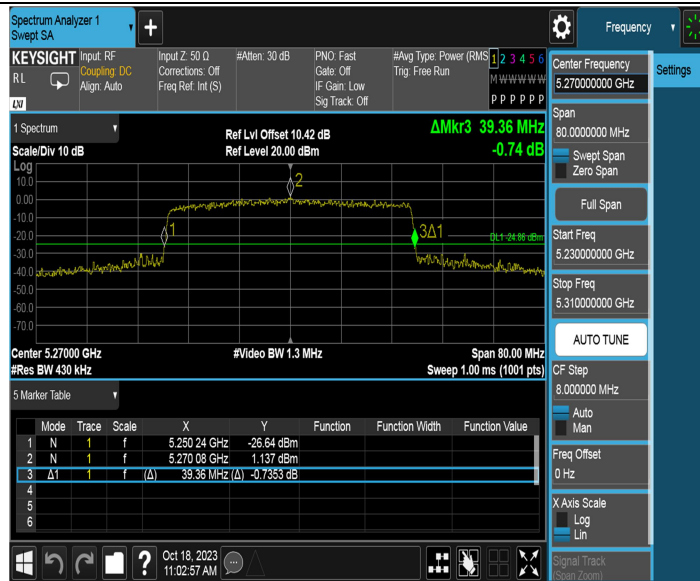 Spectrum Analyzer 1
Swept SA
Frequency
KEYSIGHT
RL
LXI
Input: RF
Coupling: DC
Align: Auto
Input Z: 50 Ω
Corrections: Off
Freq Ref: Int (S)
#Atten: 30 dB
PNO: Fast
Gate: Off
IF Gain: Low
Sig Track: Off
#Avg Type: Power (RMS
Trig: Free Run
1 2 3 4 5 6
M W W W W W
P P P P P P
1 Spectrum
Scale/Div 10 dB
Ref Lvl Offset 10.42 dB
Ref Level 20.00 dBm
ΔMkr3 39.36 MHz
-0.74 dB
Log
10.0
0.00
-10.0
-20.0
-30.0
-40.0
-50.0
-60.0
-70.0
1
2
3Δ1
DL1 -24.86 dBm
Center 5.27000 GHz
#Res BW 430 kHz
#Video BW 1.3 MHz
Span 80.00 MHz
Sweep 1.00 ms (1001 pts)
5 Marker Table
Mode Trace Scale X Y Function Function Width Function Value
1 N 1 f 5.250 24 GHz -26.64 dBm
2 N 1 f 5.270 08 GHz 1.137 dBm
3 Δ1 1 f (Δ) 39.36 MHz (Δ) -0.7353 dB
4
5
6
?
Oct 18, 2023
11:02:57 AM
Center Frequency
5.270000000 GHz
Settings
Span
80.0000000 MHz
Swept Span
Zero Span
Full Span
Start Freq
5.230000000 GHz
Stop Freq
5.310000000 GHz
AUTO TUNE
CF Step
8.000000 MHz
Auto
Man
Freq Offset
0 Hz
X Axis Scale
Log
Lin
Signal Track
(Span Zoom)